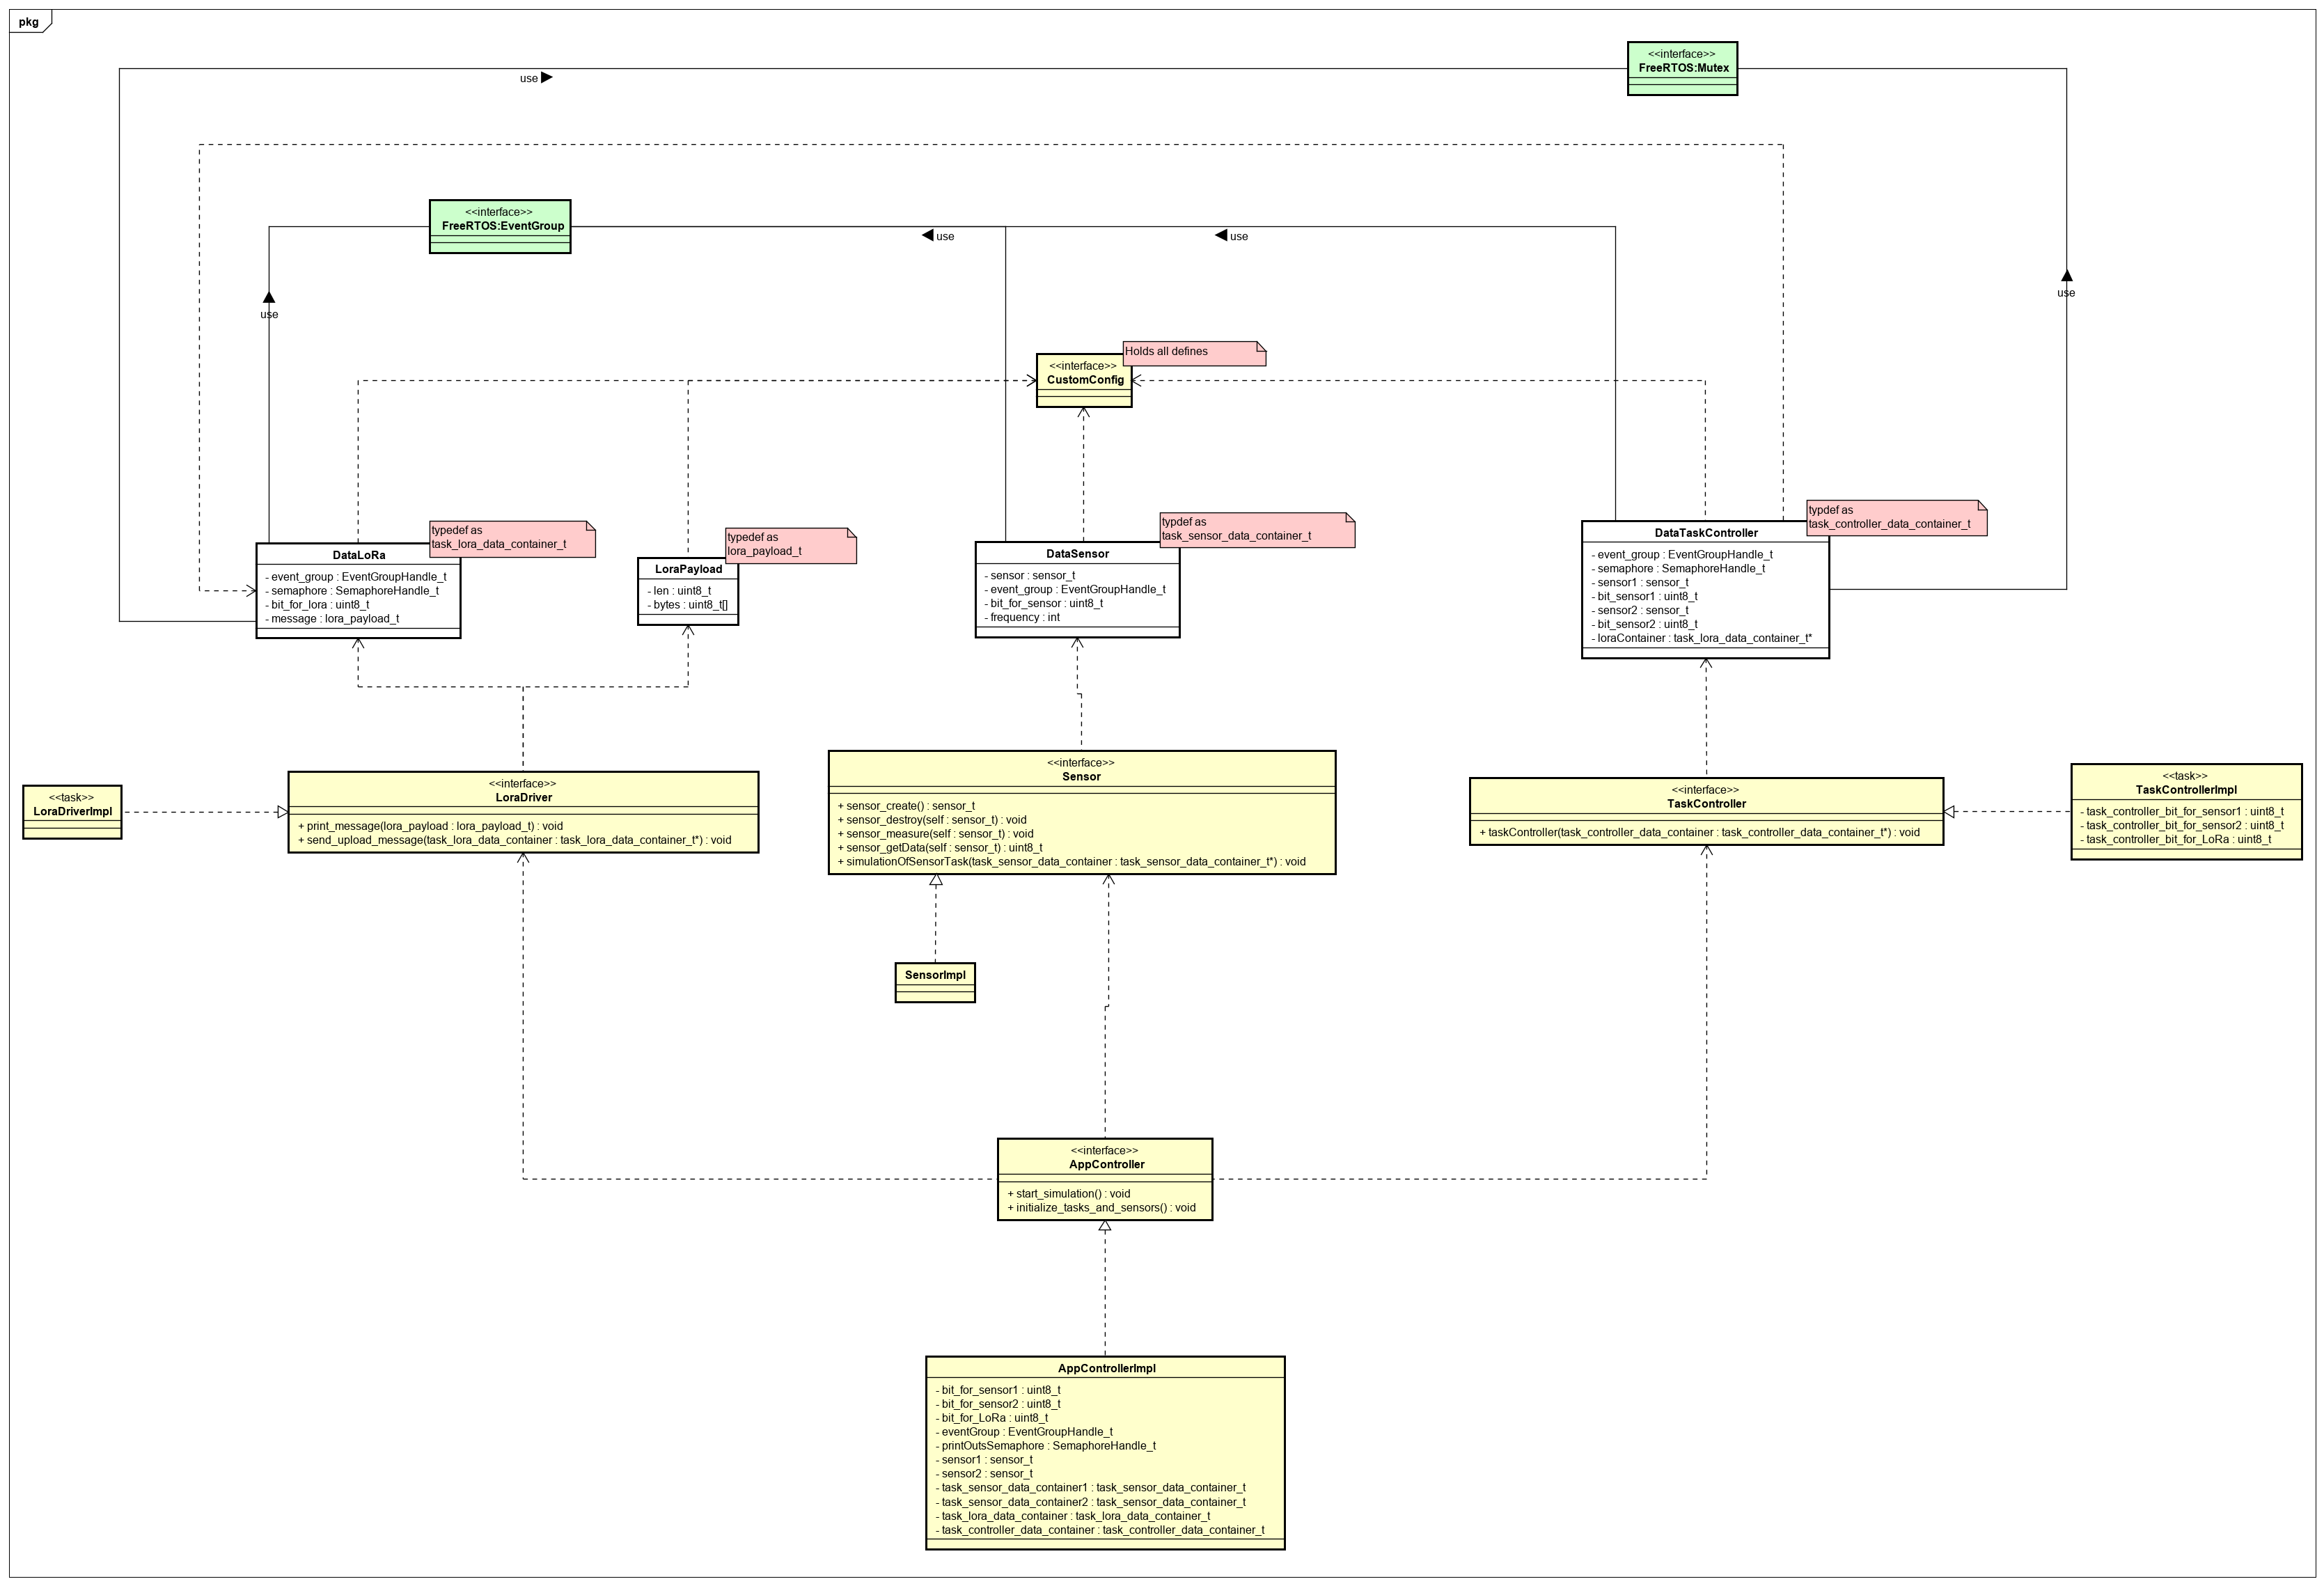 pkg
<<interface>>
FreeRTOS:Mutex
use
<<interface>>
FreeRTOS:EventGroup
use
use
use
use
Holds all defines
<<interface>>
CustomConfig
typedef as
task_lora_data_container_t
DataLoRa
- event_group : EventGroupHandle_t
- semaphore : SemaphoreHandle_t
- bit_for_lora : uint8_t
- message : lora_payload_t
typedef as
lora_payload_t
LoraPayload
- len : uint8_t
- bytes : uint8_t[]
typdef as
task_sensor_data_container_t
DataSensor
- sensor : sensor_t
- event_group : EventGroupHandle_t
- bit_for_sensor : uint8_t
- frequency : int
typdef as
task_controller_data_container_t
DataTaskController
- event_group : EventGroupHandle_t
- semaphore : SemaphoreHandle_t
- sensor1 : sensor_t
- bit_sensor1 : uint8_t
- sensor2 : sensor_t
- bit_sensor2 : uint8_t
- loraContainer : task_lora_data_container_t*
<<task>>
LoraDriverImpl
<<interface>>
LoraDriver
+ print_message(lora_payload : lora_payload_t) : void
+ send_upload_message(task_lora_data_container : task_lora_data_container_t*) : void
<<interface>>
Sensor
+ sensor_create() : sensor_t
+ sensor_destroy(self : sensor_t) : void
+ sensor_measure(self : sensor_t) : void
+ sensor_getData(self : sensor_t) : uint8_t
+ simulationOfSensorTask(task_sensor_data_container : task_sensor_data_container_t*) : void
<<interface>>
TaskController
+ taskController(task_controller_data_container : task_controller_data_container_t*) : void
<<task>>
TaskControllerImpl
- task_controller_bit_for_sensor1 : uint8_t
- task_controller_bit_for_sensor2 : uint8_t
- task_controller_bit_for_LoRa : uint8_t
SensorImpl
<<interface>>
AppController
+ start_simulation() : void
+ initialize_tasks_and_sensors() : void
AppControllerImpl
- bit_for_sensor1 : uint8_t
- bit_for_sensor2 : uint8_t
- bit_for_LoRa : uint8_t
- eventGroup : EventGroupHandle_t
- printOutsSemaphore : SemaphoreHandle_t
- sensor1 : sensor_t
- sensor2 : sensor_t
- task_sensor_data_container1 : task_sensor_data_container_t
- task_sensor_data_container2 : task_sensor_data_container_t
- task_lora_data_container : task_lora_data_container_t
- task_controller_data_container : task_controller_data_container_t